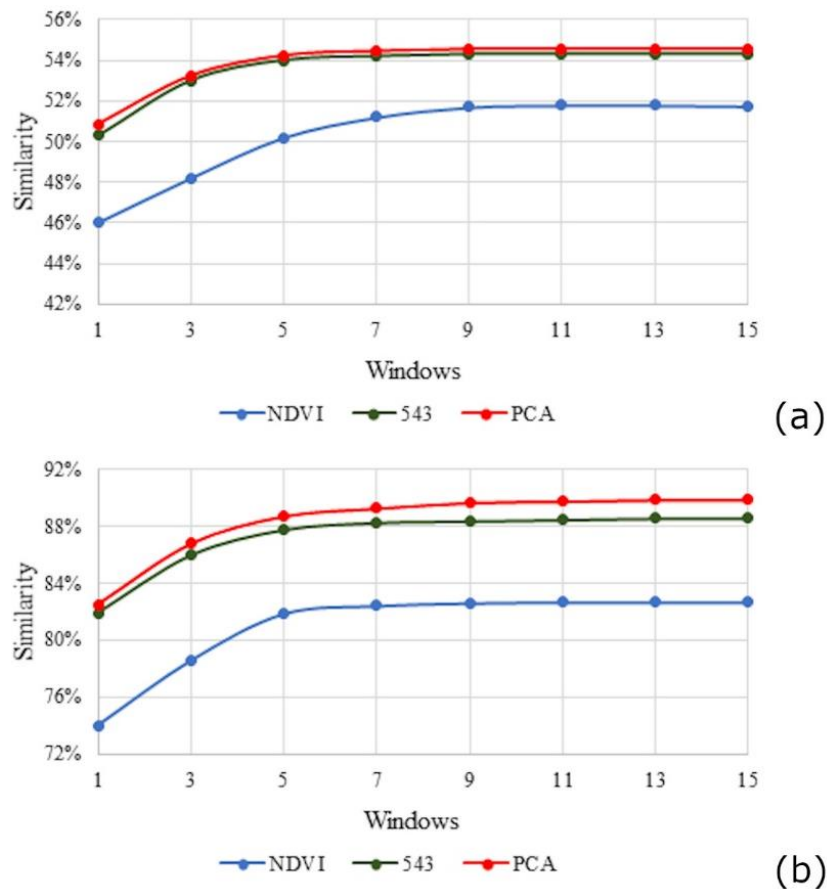 56%
54%
52%
50%
48%
46%
44%
42%
Similarity
1 3 5 7 9 11 13 15
Windows
NDVI 543 PCA
(a)
92%
88%
84%
80%
76%
72%
Similarity
1 3 5 7 9 11 13 15
Windows
NDVI 543 PCA
(b)